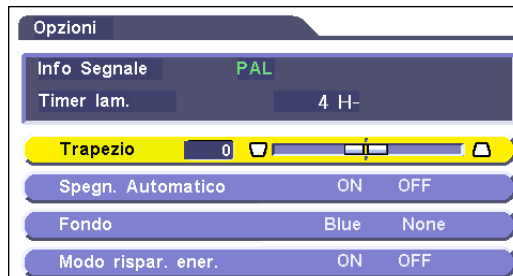 Opzioni
Info Segnale PAL
Timer lam. 4 H-
Trapezio 0
Spegn. Automatico ON OFF
Fondo Blue None
Modo rispar. ener. ON OFF